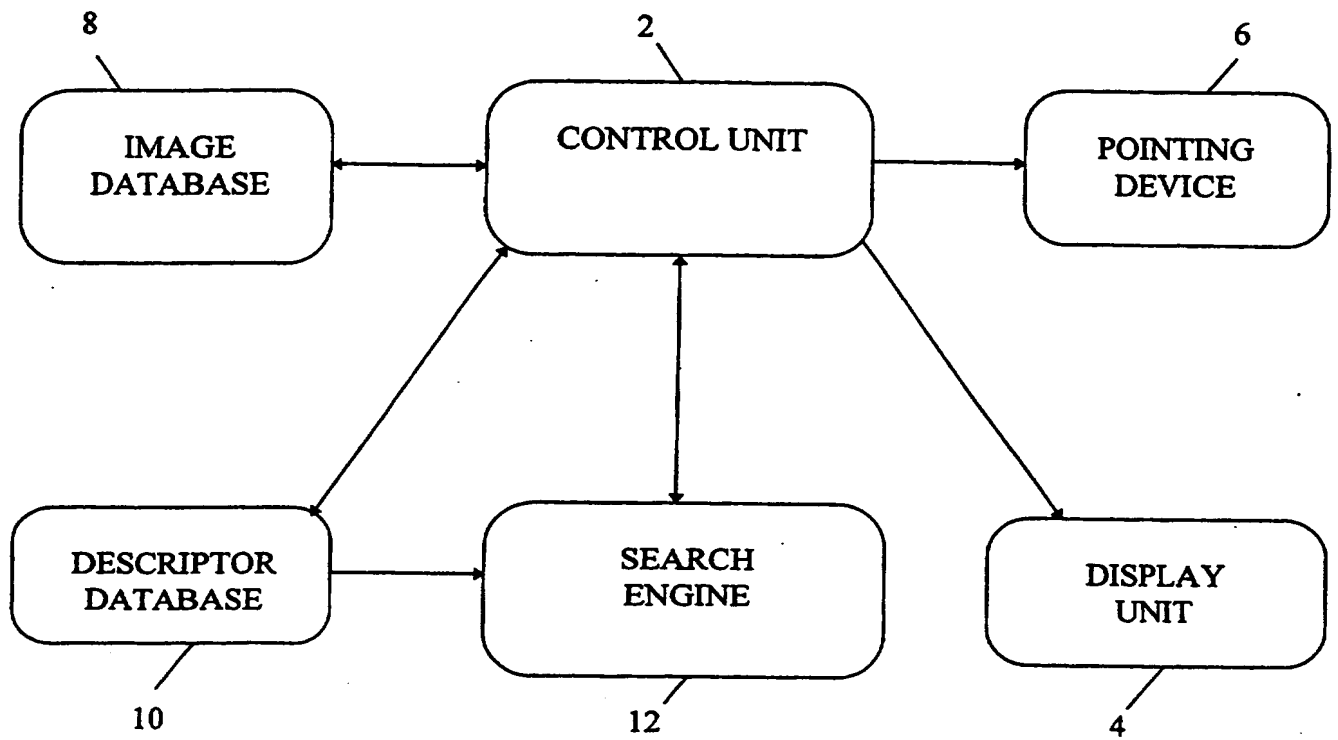 2
8
6
IMAGE
DATABASE
CONTROL UNIT
POINTING
DEVICE
DESCRIPTOR
DATABASE
SEARCH
ENGINE
DISPLAY
UNIT
10
12
4